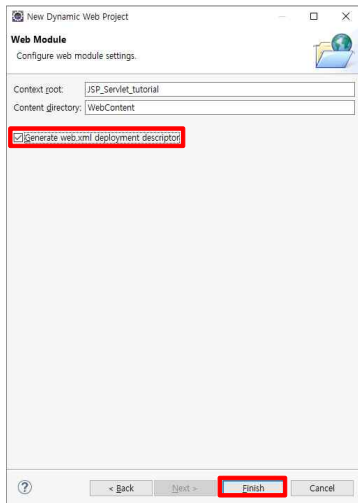 New Dynamic Web Project
Web Module
Configure web module settings.
Context root: JSP_Servlet_tutorial
Content directory: WebContent
Generate web.xml deployment descriptor
? < Back Next > Finish Cancel